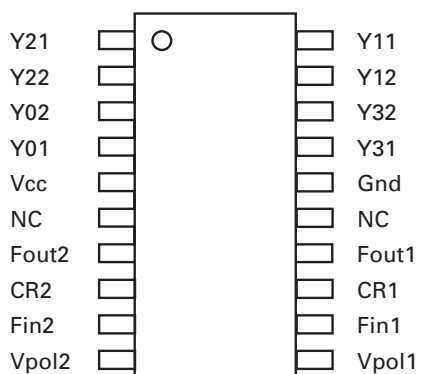 Y21 Y11
Y22 Y12
Y02 Y32
Y01 Y31
Vcc Gnd
NC NC
Fout2 Fout1
CR2 CR1
Fin2 Fin1
Vpol2 Vpol1